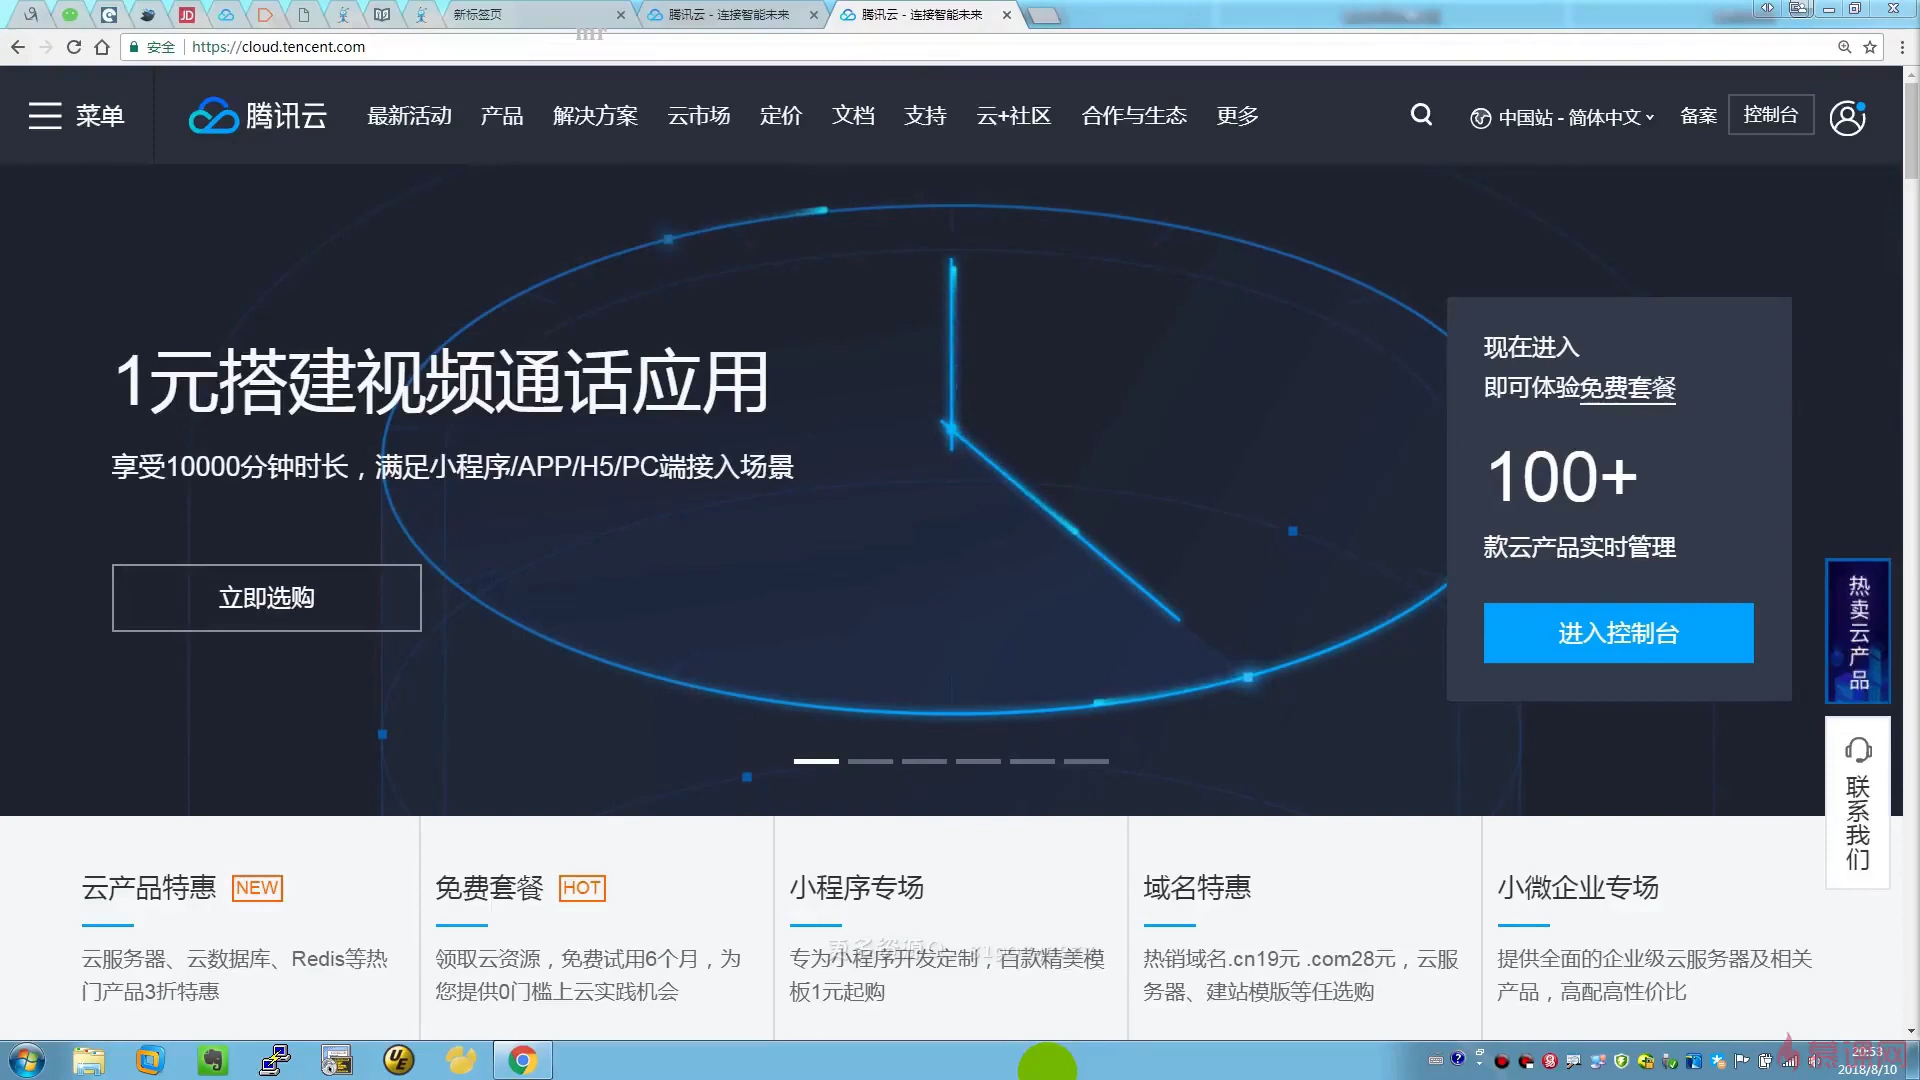 新标签页
腾讯云 - 连接智能未来
腾讯云 - 连接智能未来
安全
https://cloud.tencent.com
菜单
腾讯云
最新活动
产品
解决方案
云市场
定价
文档
支持
云+社区
合作与生态
更多
中国站 - 简体中文
备案
控制台
1元搭建视频通话应用
享受10000分钟时长，满足小程序/APP/H5/PC端接入场景
立即选购
现在进入
即可体验免费套餐
100+
款云产品实时管理
进入控制台
热卖云产品
联系我们
云产品特惠 NEW
云服务器、云数据库、Redis等热
门产品3折特惠
免费套餐 HOT
领取云资源，免费试用6个月，为
您提供0门槛上云实践机会
小程序专场
专为小程序开发定制，百款精美模
板1元起购
域名特惠
热销域名.cn19元 .com28元，云服
务器、建站模版等任选购
小微企业专场
提供全面的企业级云服务器及相关
产品，高配高性价比
慕课网
20:53
2018/8/10